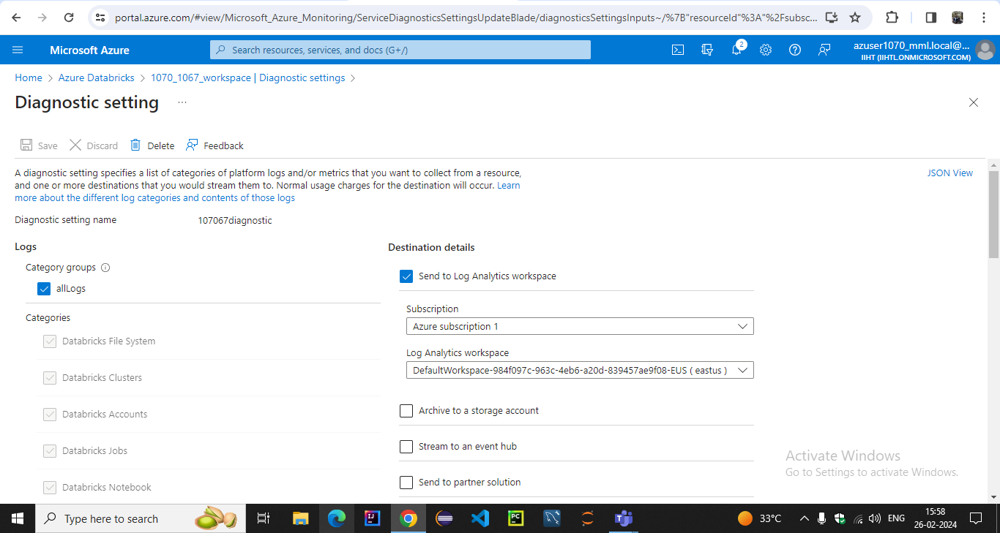 portal.azure.com/#view/Microsoft_Azure_Monitoring/ServiceDiagnosticsSettingsUpdateBlade/diagnosticsSettingsInputs~/%7B"resourceId"%3A"%2Fsubsc...
Microsoft Azure
Search resources, services, and docs (G+/)
2
azuser1070_mml.local@...
IIHT (IIHTL.ONMICROSOFT.COM)
Home > Azure Databricks > 1070_1067_workspace | Diagnostic settings >
Diagnostic setting ...
Save Discard Delete Feedback
A diagnostic setting specifies a list of categories of platform logs and/or metrics that you want to collect from a resource,
and one or more destinations that you would stream them to. Normal usage charges for the destination will occur. Learn
more about the different log categories and contents of those logs
JSON View
Diagnostic setting name 107067diagnostic
Logs
Category groups
allLogs
Categories
Databricks File System
Databricks Clusters
Databricks Accounts
Databricks Jobs
Databricks Notebook
Destination details
Send to Log Analytics workspace
Subscription
Azure subscription 1
Log Analytics workspace
DefaultWorkspace-984f097c-963c-4eb6-a20d-839457ae9f08-EUS ( eastus )
Archive to a storage account
Stream to an event hub
Send to partner solution
Activate Windows
Go to Settings to activate Windows.
Type here to search
33°C
ENG
15:58
26-02-2024